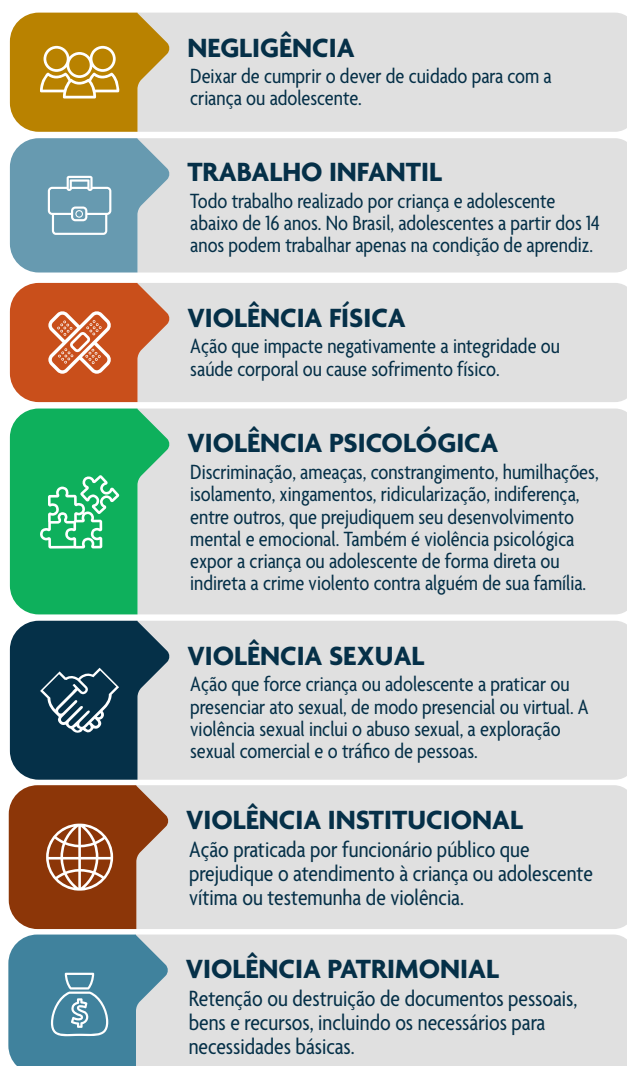 NEGLIGÊNCIA
Deixar de cumprir o dever de cuidado para com a
criança ou adolescente.
TRABALHO INFANTIL
Todo trabalho realizado por criança e adolescente
abaixo de 16 anos. No Brasil, adolescentes a partir dos 14
anos podem trabalhar apenas na condição de aprendiz.
VIOLÊNCIA FÍSICA
Ação que impacte negativamente a integridade ou
saúde corporal ou cause sofrimento físico.
VIOLÊNCIA PSICOLÓGICA
Discriminação, ameaças, constrangimento, humilhações,
isolamento, xingamentos, ridicularização, indiferença,
entre outros, que prejudiquem seu desenvolvimento
mental e emocional. Também é violência psicológica
expor a criança ou adolescente de forma direta ou
indireta a crime violento contra alguém de sua família.
VIOLÊNCIA SEXUAL
Ação que force criança ou adolescente a praticar ou
presenciar ato sexual, de modo presencial ou virtual. A
violência sexual inclui o abuso sexual, a exploração
sexual comercial e o tráfico de pessoas.
VIOLÊNCIA INSTITUCIONAL
Ação praticada por funcionário público que
prejudique o atendimento à criança ou adolescente
vítima ou testemunha de violência.
VIOLÊNCIA PATRIMONIAL
Retenção ou destruição de documentos pessoais,
bens e recursos, incluindo os necessários para
necessidades básicas.
$